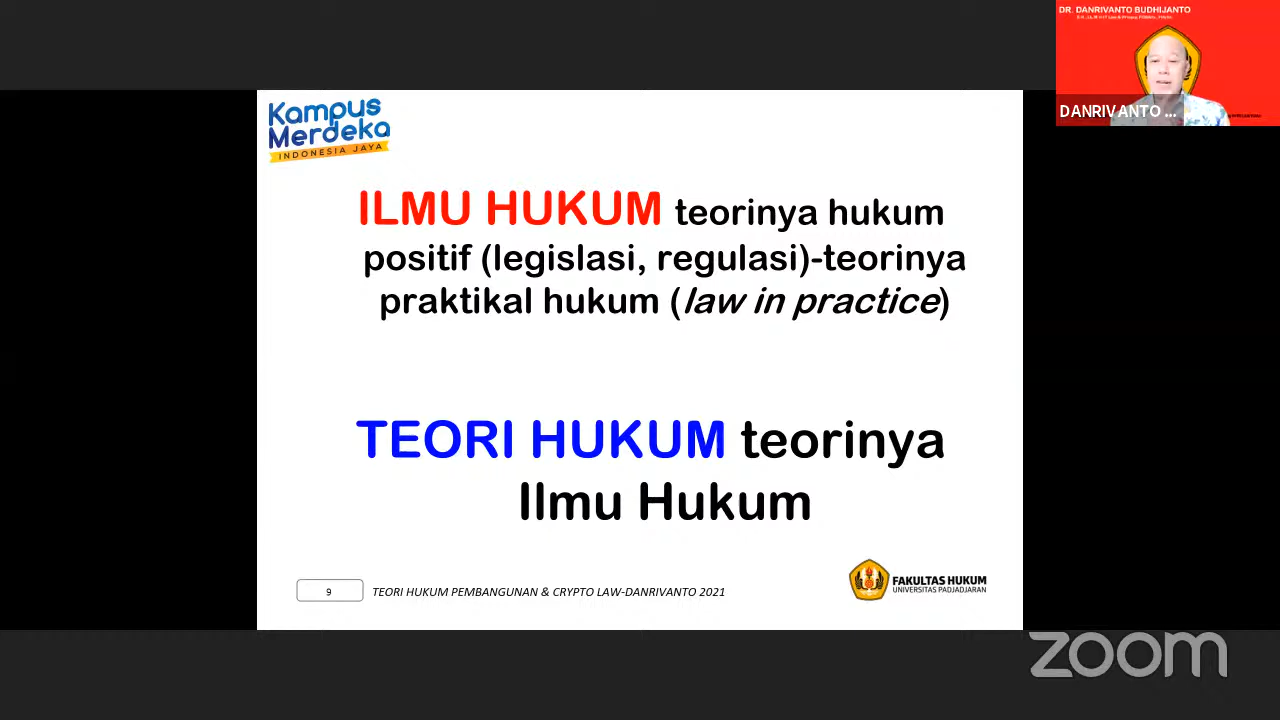 DR. DANRIVANTO BUDHIJANTO
DANRIVANTO ...
Kampus
Merdeka
INDONESIA JAYA
ILMU HUKUM teorinya hukum
positif (legislasi, regulasi)-teorinya
praktikal hukum (law in practice)
TEORI HUKUM teorinya
Ilmu Hukum
9
TEORI HUKUM PEMBANGUNAN & CRYPTO LAW-DANRIVANTO 2021
FAKULTAS HUKUM
UNIVERSITAS PADJADJARAN
zoom